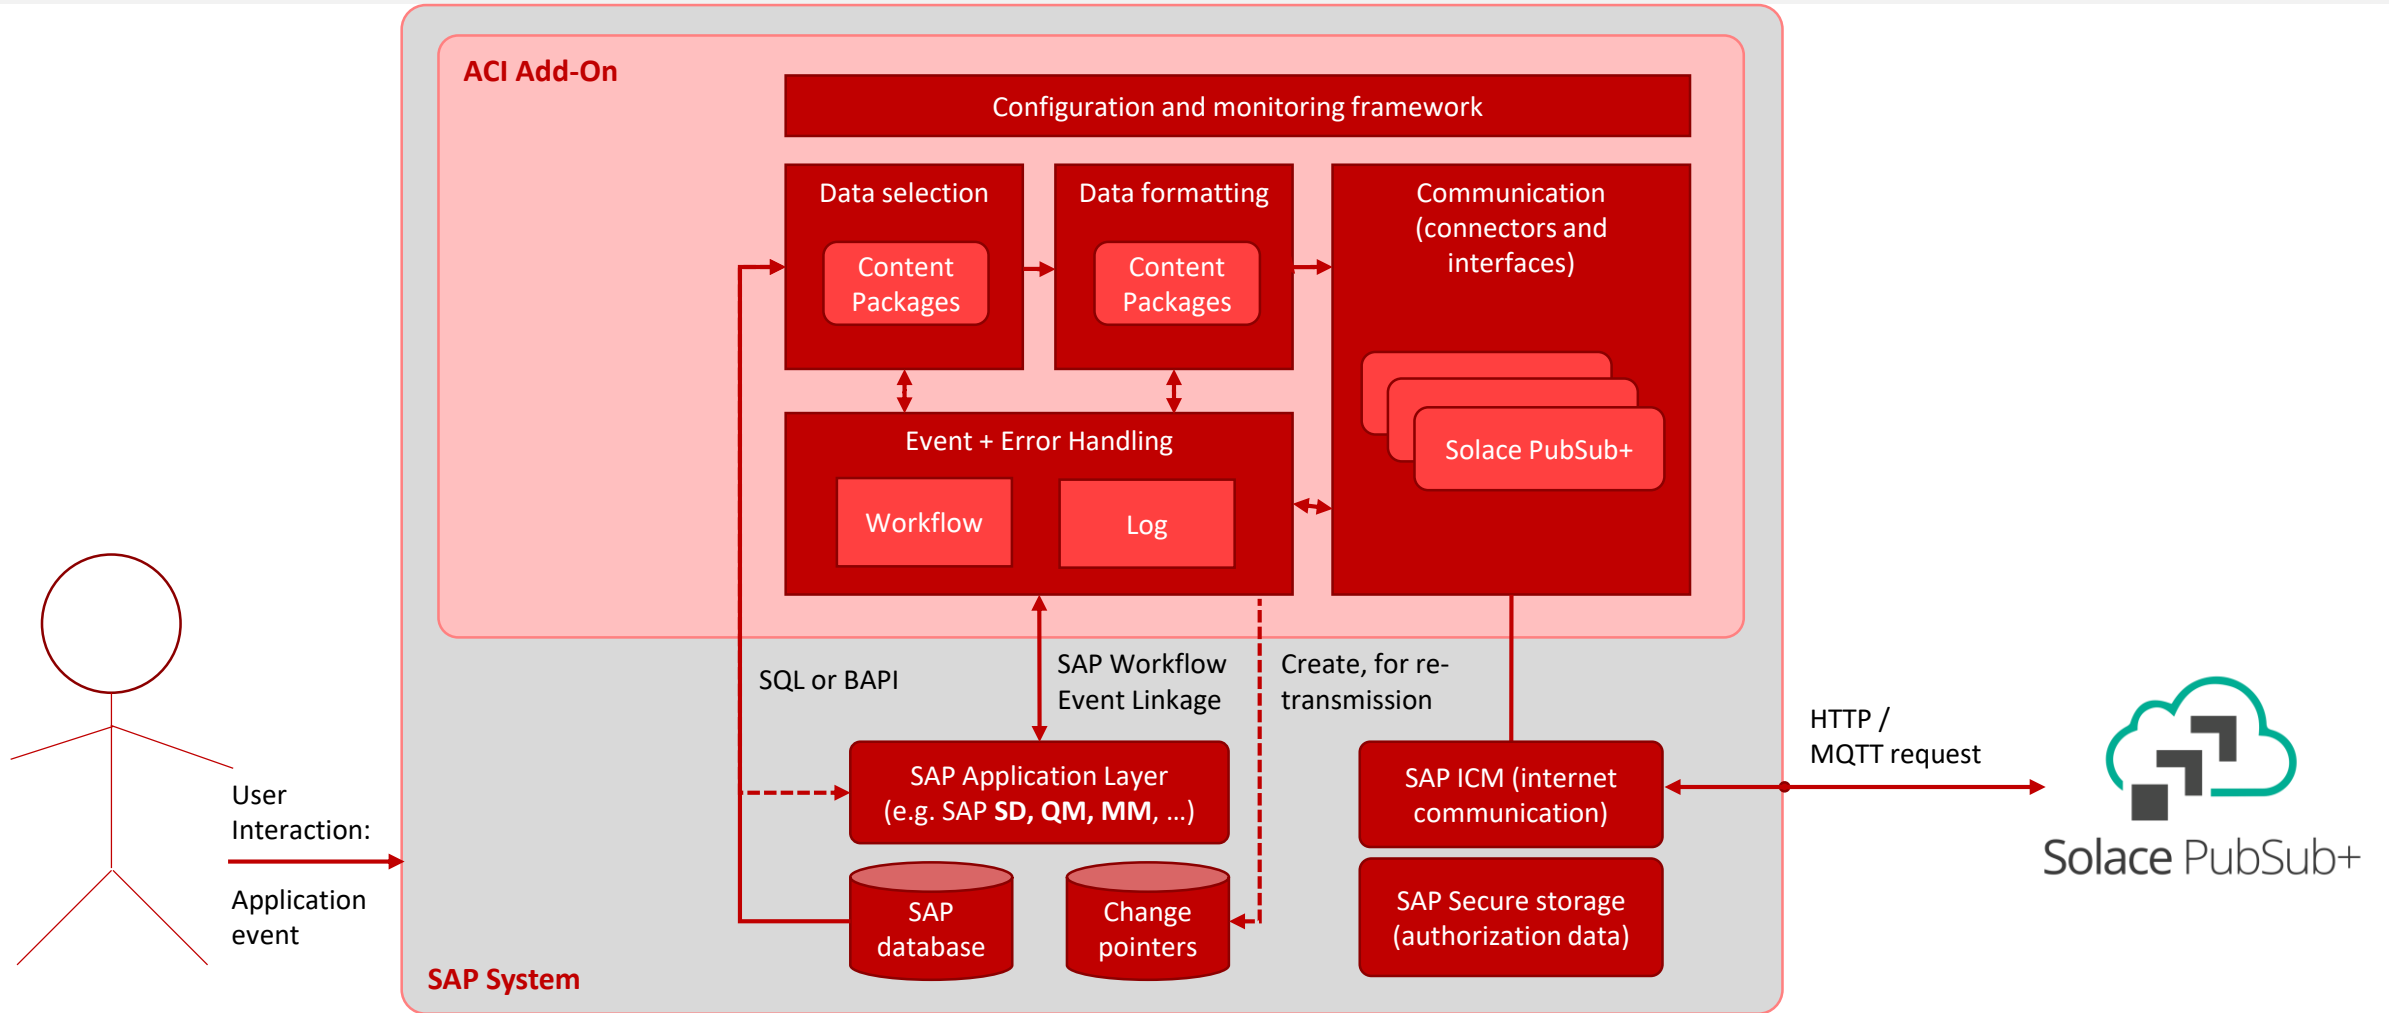 ACI Add-On
Configuration and monitoring framework
Data selection
Content
Packages
Data formatting
Content
Packages
Communication
(connectors and
interfaces)
Solace PubSub+
Event + Error Handling
Workflow
Log
SQL or BAPI
SAP Workflow
Event Linkage
Create, for re-
transmission
SAP Application Layer
(e.g. SAP SD, QM, MM, …)
SAP ICM (internet
communication)
SAP
database
Change
pointers
SAP Secure storage
(authorization data)
User
Interaction:
Application
event
SAP System
HTTP /
MQTT request
Solace PubSub+